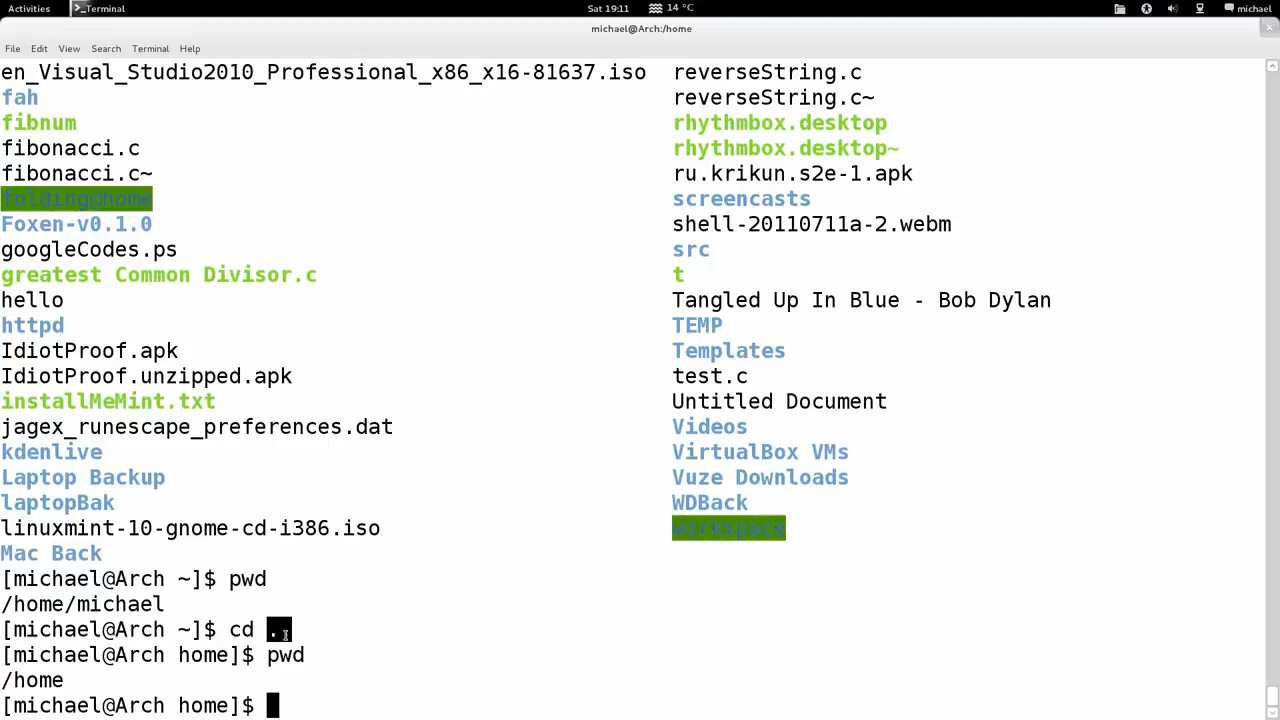 Activities Terminal Sat 19:11 14 °C michael
michael@Arch:/home
File Edit View Search Terminal Help
en_Visual_Studio2010_Professional_x86_x16-81637.iso reverseString.c
fah reverseString.c~
fibnum rhythmbox.desktop
fibonacci.c rhythmbox.desktop~
fibonacci.c~ ru.krikun.s2e-1.apk
folding@home screencasts
Foxen-v0.1.0 shell-20110711a-2.webm
googleCodes.ps src
greatest Common Divisor.c t
hello Tangled Up In Blue - Bob Dylan
httpd TEMP
IdiotProof.apk Templates
IdiotProof.unzipped.apk test.c
installMeMint.txt Untitled Document
jagex_runescape_preferences.dat Videos
kdenlive VirtualBox VMs
Laptop Backup Vuze Downloads
laptopBak WDBack
linuxmint-10-gnome-cd-i386.iso workspace
Mac Back
[michael@Arch ~]$ pwd
/home/michael
[michael@Arch ~]$ cd ..
[michael@Arch home]$ pwd
/home
[michael@Arch home]$